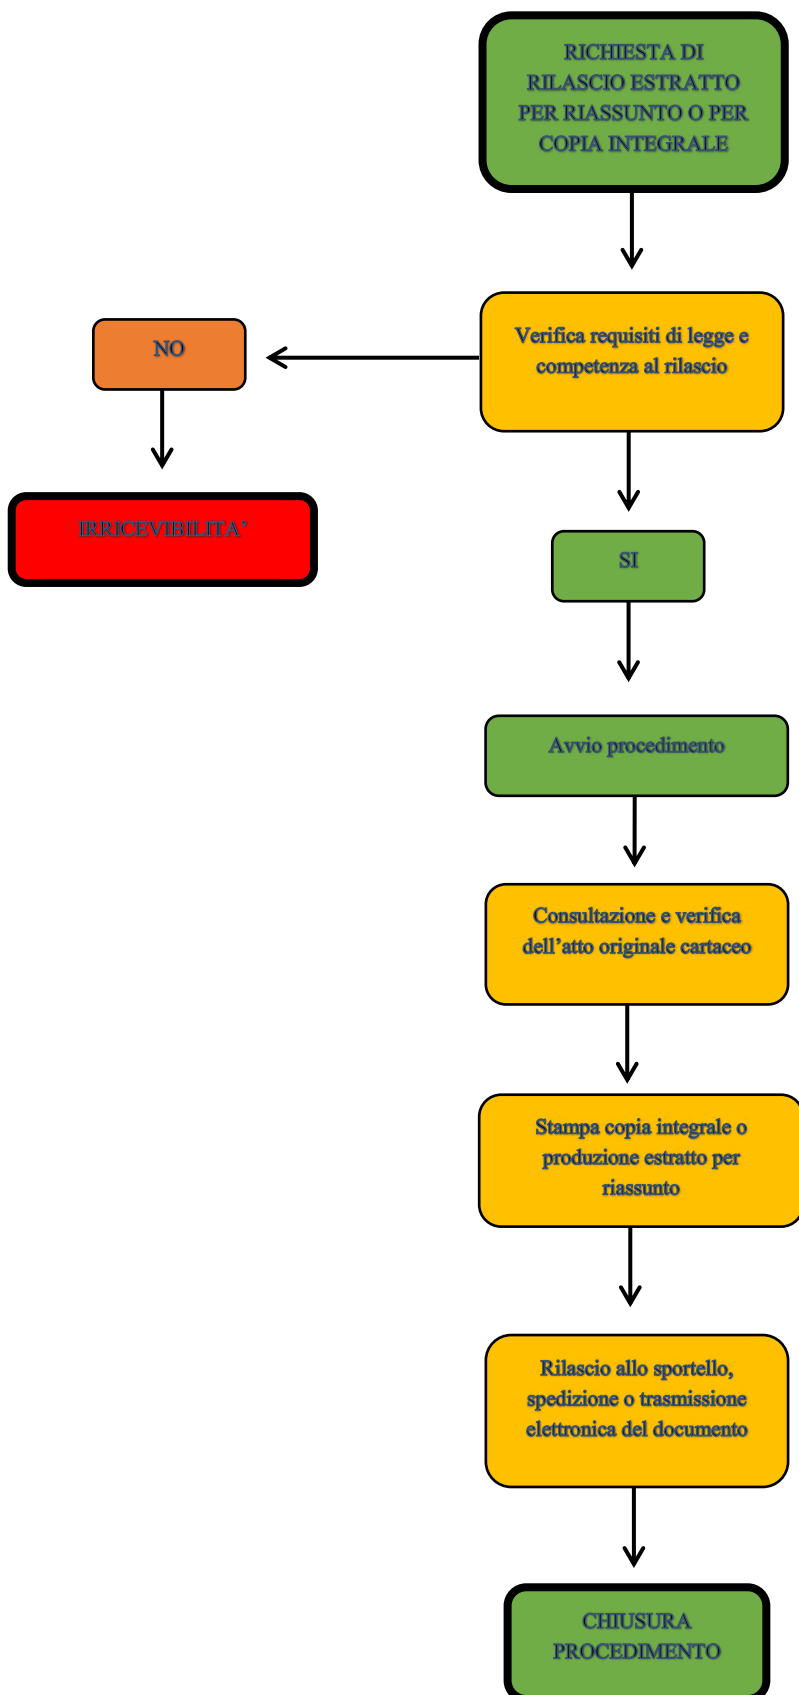 RICHIESTA DI
RILASCIO ESTRATTO
PER RIASSUNTO O PER
COPIA INTEGRALE
Verifica requisiti di legge e
competenza al rilascio
NO
IRRICEVIBILITA’
SI
Avvio procedimento
Consultazione e verifica
dell’atto originale cartaceo
Stampa copia integrale o
produzione estratto per
riassunto
Rilascio allo sportello,
spedizione o trasmissione
elettronica del documento
CHIUSURA
PROCEDIMENTO